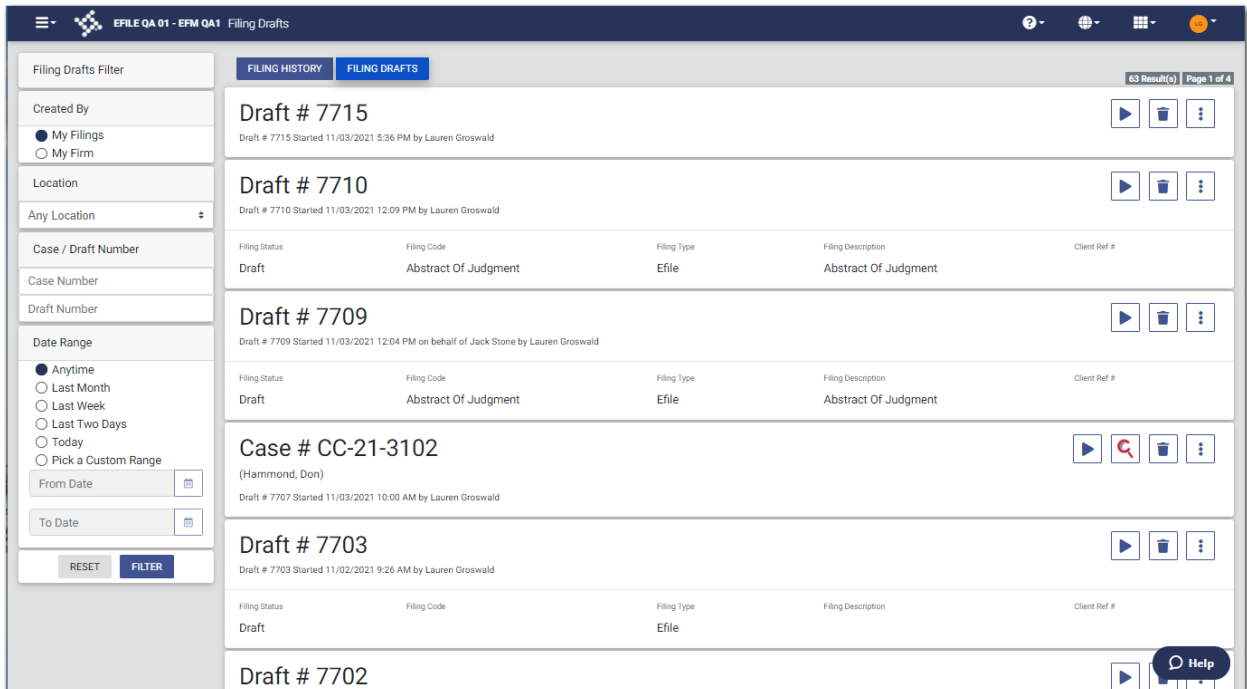 EFILE QA 01 - EFM QA1 Filing Drafts
LG
Filing Drafts Filter
Created By
My Filings
My Firm
Location
Any Location
Case / Draft Number
Case Number
Draft Number
Date Range
Anytime
Last Month
Last Week
Last Two Days
Today
Pick a Custom Range
From Date
To Date
RESET FILTER
FILING HISTORY FILING DRAFTS
63 Result(s) Page 1 of 4
Draft # 7715
Draft # 7715 Started 11/03/2021 5:36 PM by Lauren Groswald
Draft # 7710
Draft # 7710 Started 11/03/2021 12:09 PM by Lauren Groswald
Filing Status Filing Code Filing Type Filing Description Client Ref #
Draft Abstract Of Judgment Efile Abstract Of Judgment
Draft # 7709
Draft # 7709 Started 11/03/2021 12:04 PM on behalf of Jack Stone by Lauren Groswald
Filing Status Filing Code Filing Type Filing Description Client Ref #
Draft Abstract Of Judgment Efile Abstract Of Judgment
Case # CC-21-3102
(Hammond, Don)
Draft # 7707 Started 11/03/2021 10:00 AM by Lauren Groswald
Draft # 7703
Draft # 7703 Started 11/02/2021 9:26 AM by Lauren Groswald
Filing Status Filing Code Filing Type Filing Description Client Ref #
Draft Efile
Draft # 7702
Help